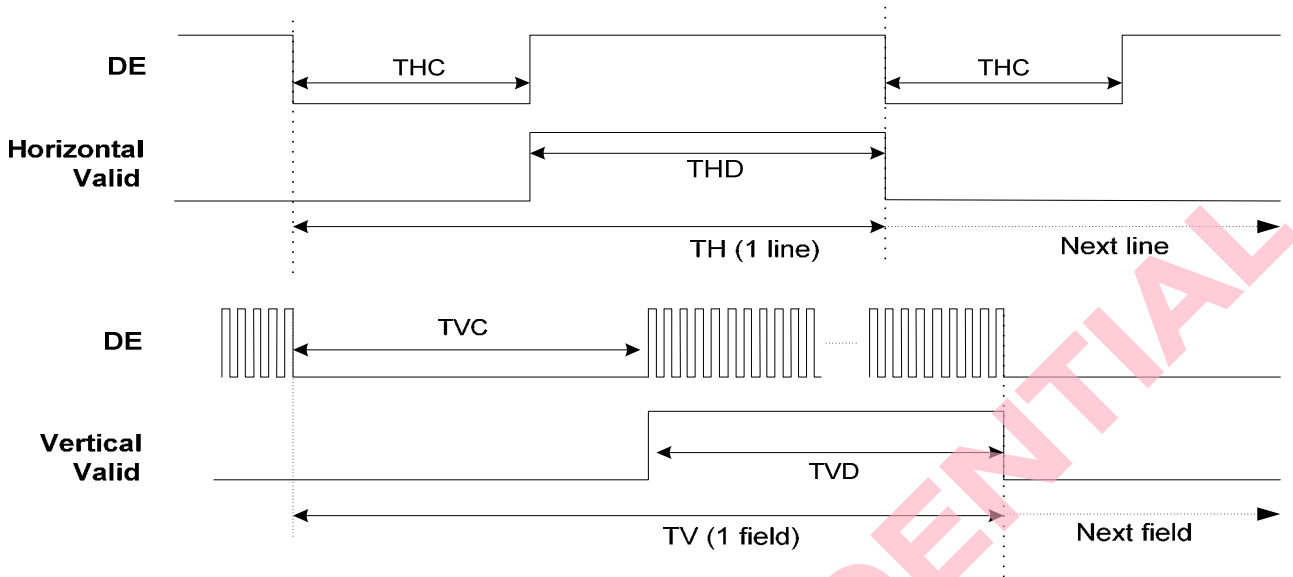 DE
THC
THC
Horizontal
Valid
THD
TH (1 line)
Next line
DE
TVC
Vertical
Valid
TVD
TV (1 field)
Next field
DENTIAL